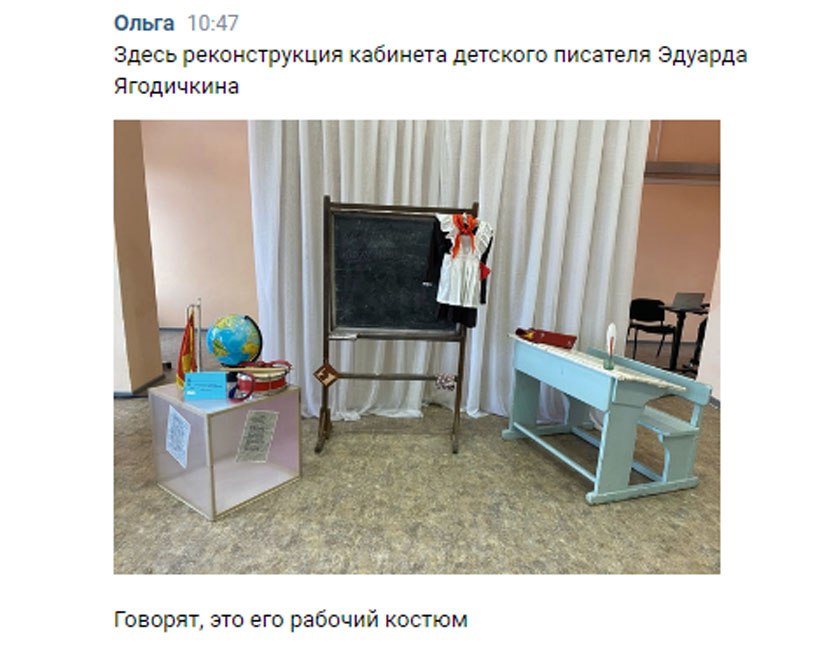 Ольга 10:47
Здесь реконструкция кабинета детского писателя Эдуарда
Ягодичкина
Говорят, это его рабочий костюм